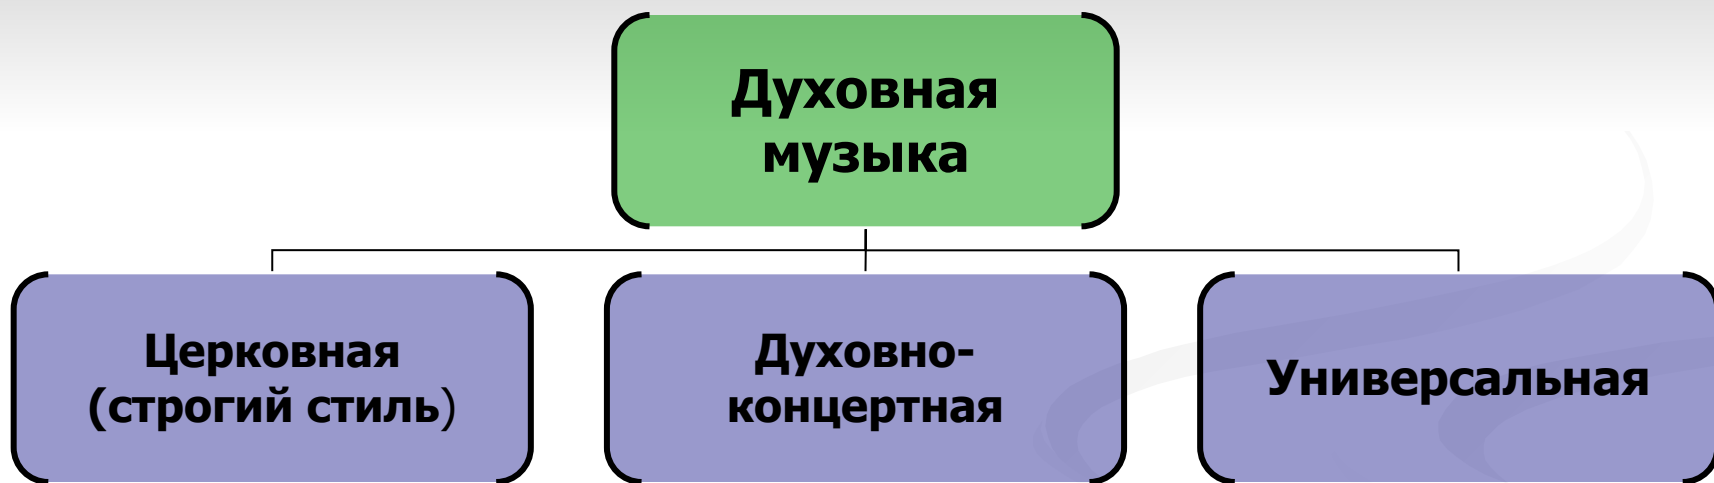 Духовная
музыка
Церковная
(строгий стиль)
Духовно-
концертная
Универсальная